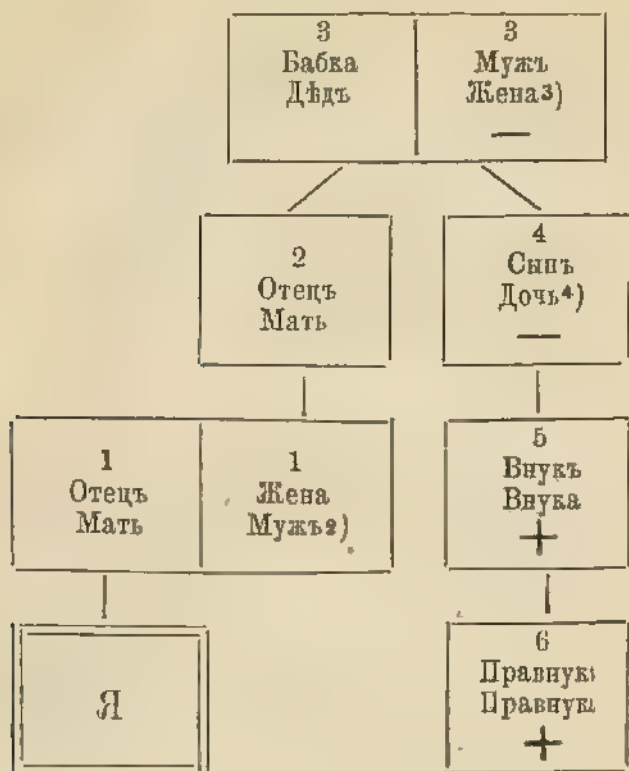 3
Бабка
Дѣдъ
3
Мужъ
Жена3)
—
2
Отецъ
Мать
4
Сынъ
Дочь4)
—
1
Отецъ
Мать
1
Жена
Мужъ2)
5
Внукъ
Внука
+
Я
6
Правнукъ
Правнука
+